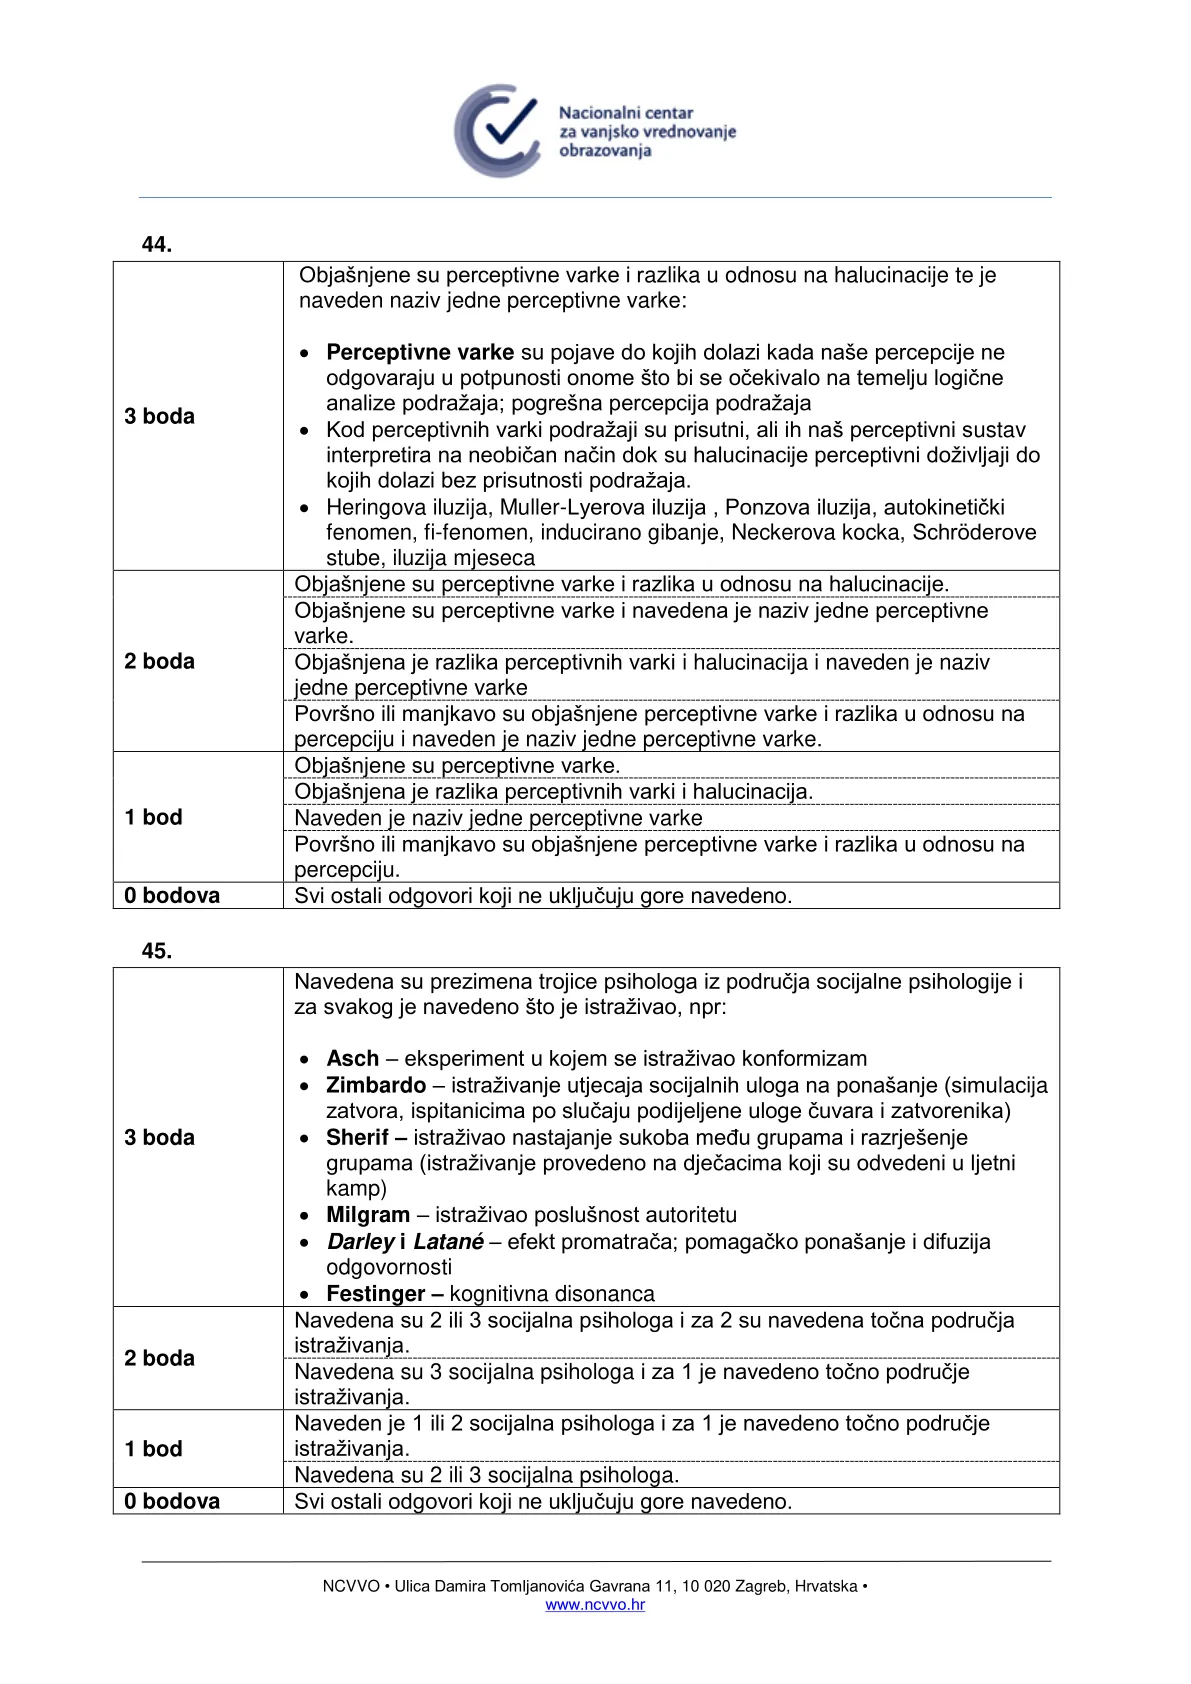 Nacionalni centar
za vanjsko vrednovanje
obrazovanja
44.
3 boda
Objašnjene su perceptivne varke i razlika u odnosu na halucinacije te je
naveden naziv jedne perceptivne varke:
• Perceptivne varke su pojave do kojih dolazi kada naše percepcije ne
odgovaraju u potpunosti onome što bi se očekivalo na temelju logične
analize podražaja; pogrešna percepcija podražaja
• Kod perceptivnih varki podražaji su prisutni, ali ih naš perceptivni sustav
interpretira na neobičan način dok su halucinacije perceptivni doživljaji do
kojih dolazi bez prisutnosti podražaja.
• Heringova iluzija, Muller-Lyerova iluzija , Ponzova iluzija, autokinetički
fenomen, fi-fenomen, inducirano gibanje, Neckerova kocka, Schröderove
stube, iluzija mjeseca
2 boda
Objašnjene su perceptivne varke i razlika u odnosu na halucinacije.
Objašnjene su perceptivne varke i navedena je naziv jedne perceptivne
varke.
Objašnjena je razlika perceptivnih varki i halucinacija i naveden je naziv
jedne perceptivne varke
Površno ili manjkavo su objašnjene perceptivne varke i razlika u odnosu na
percepciju i naveden je naziv jedne perceptivne varke.
1 bod
Objašnjene su perceptivne varke.
Objašnjena je razlika perceptivnih varki i halucinacija.
Naveden je naziv jedne perceptivne varke
Površno ili manjkavo su objašnjene perceptivne varke i razlika u odnosu na
percepciju.
0 bodova
Svi ostali odgovori koji ne uključuju gore navedeno.
45.
3 boda
Navedena su prezimena trojice psihologa iz područja socijalne psihologije i
za svakog je navedeno što je istraživao, npr:
• Asch – eksperiment u kojem se istraživao konformizam
• Zimbardo – istraživanje utjecaja socijalnih uloga na ponašanje (simulacija
zatvora, ispitanicima po slučaju podijeljene uloge čuvara i zatvorenika)
• Sherif – istraživao nastajanje sukoba među grupama i razrješenje
grupama (istraživanje provedeno na dječacima koji su odvedeni u ljetni
kamp)
• Milgram – istraživao poslušnost autoritetu
• Darley i Latané – efekt promatrača; pomagačko ponašanje i difuzija
odgovornosti
• Festinger – kognitivna disonanca
2 boda
Navedena su 2 ili 3 socijalna psihologa i za 2 su navedena točna područja
istraživanja.
Navedena su 3 socijalna psihologa i za 1 je navedeno točno područje
istraživanja.
1 bod
Naveden je 1 ili 2 socijalna psihologa i za 1 je navedeno točno područje
istraživanja.
Navedena su 2 ili 3 socijalna psihologa.
0 bodova
Svi ostali odgovori koji ne uključuju gore navedeno.
NCVVO • Ulica Damira Tomljanovića Gavrana 11, 10 020 Zagreb, Hrvatska •
www.ncvvo.hr